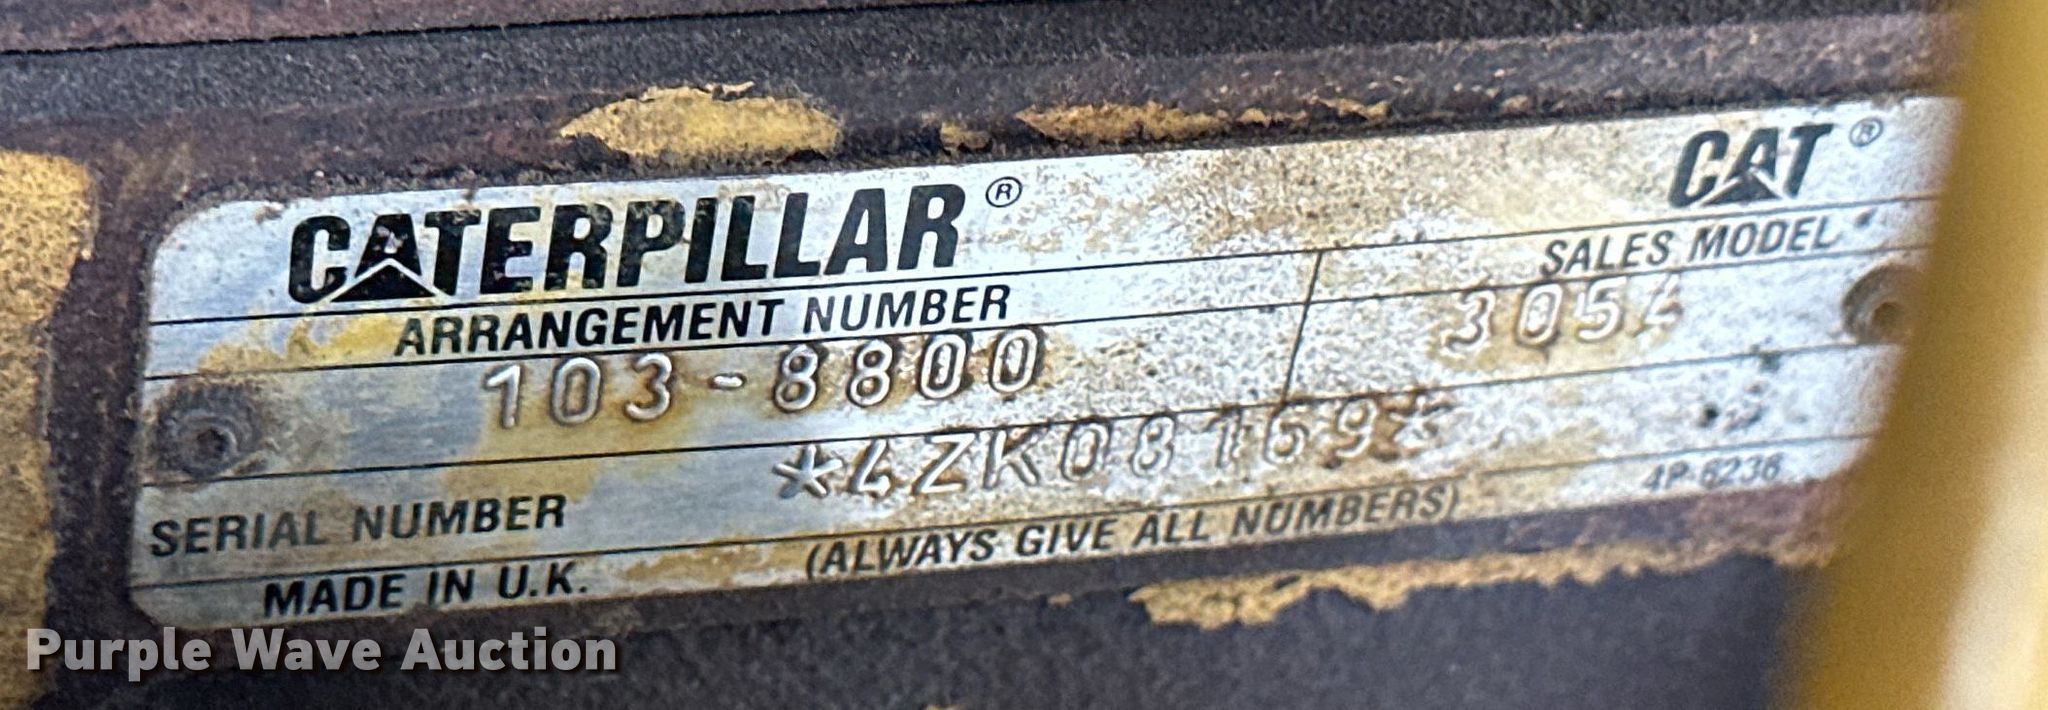 CATERPILLAR®
CAT®
ARRANGEMENT NUMBER
SALES MODEL
103-8800
3054
SERIAL NUMBER
*4ZK08169*
MADE IN U.K.
(ALWAYS GIVE ALL NUMBERS)
4P-6236
Purple Wave Auction